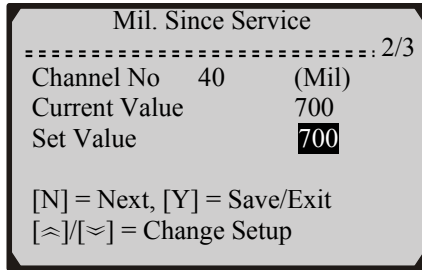 Mil. Since Service
2/3
Channel No 40 (Mil)
Current Value 700
Set Value 700
[N] = Next, [Y] = Save/Exit
[︽]/[︾] = Change Setup